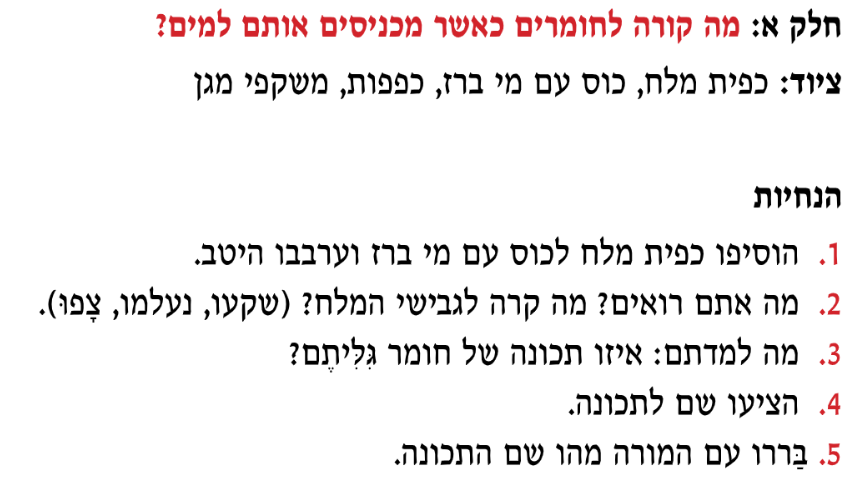 חלק א: מה קורה לחומרים כאשר מכניסים אותם למים?
ציוד: כפית מלח, כוס עם מי ברז, כפפות, משקפי מגן
הנחיות
1. הוסיפו כפית מלח לכוס עם מי ברז וערבבו היטב.
2. מה אתם רואים? מה קרה לגבישי המלח? (שקעו, נעלמו, צָפוּ).
3. מה למדתם: איזו תכונה של חומר גִּלִּיתֶם?
4. הציעו שם לתכונה.
5. בַּררו עם המורה מהו שם התכונה.